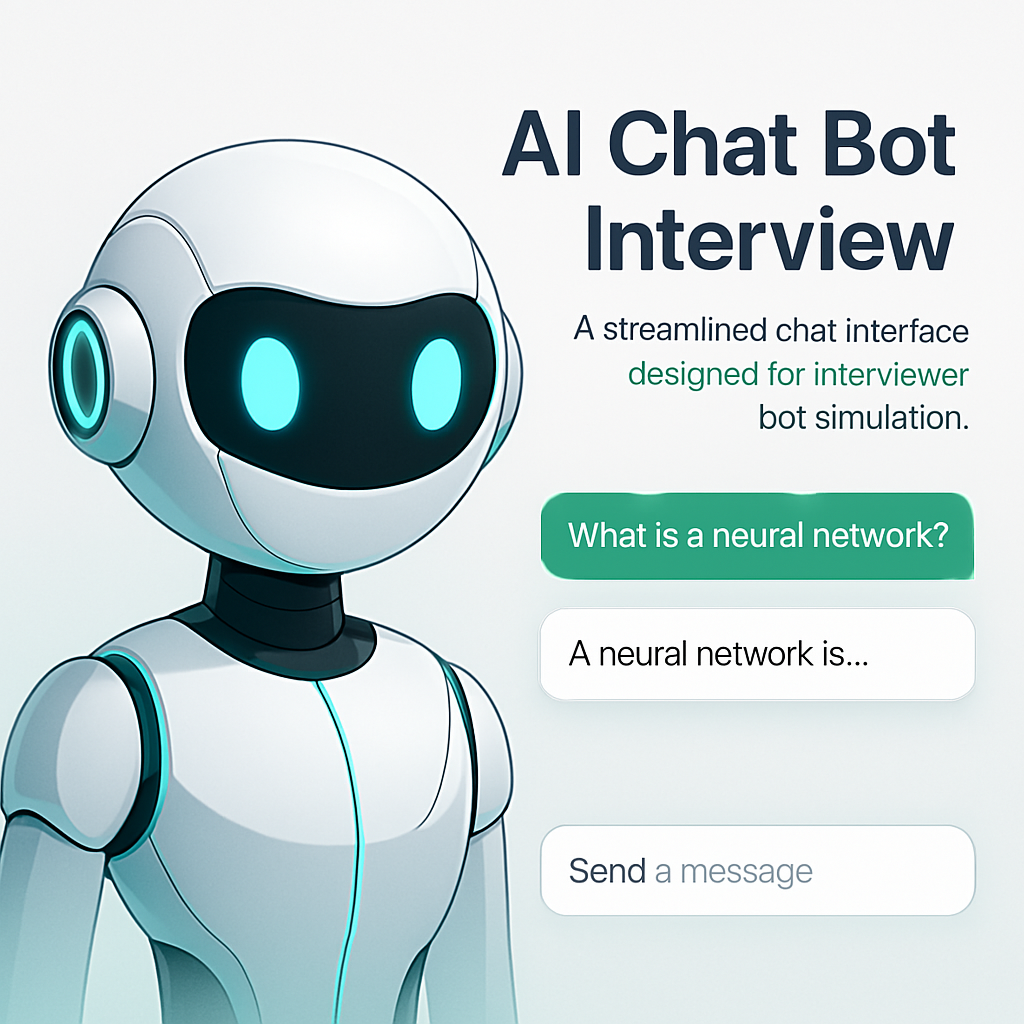 AI Chat Bot
Interview
A streamlined chat interface
designed for interviewer
bot simulation.
What is a neural network?
A neural network is...
Send a message